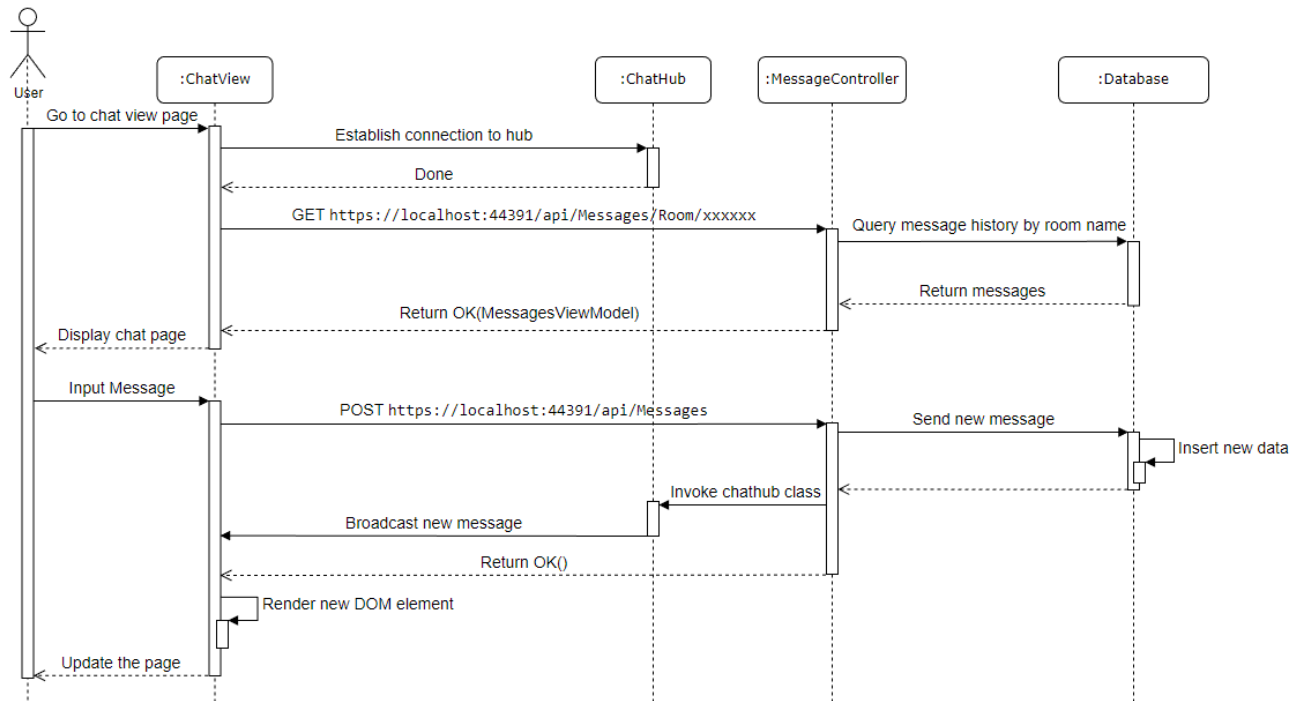 User
:ChatView
:ChatHub
:MessageController
:Database
Go to chat view page
Establish connection to hub
Done
GET https://localhost:44391/api/Messages/Room/xxxxxx
Query message history by room name
Return messages
Return OK(MessagesViewModel)
Display chat page
Input Message
POST https://localhost:44391/api/Messages
Send new message
Insert new data
Invoke chathub class
Broadcast new message
Return OK()
Render new DOM element
Update the page